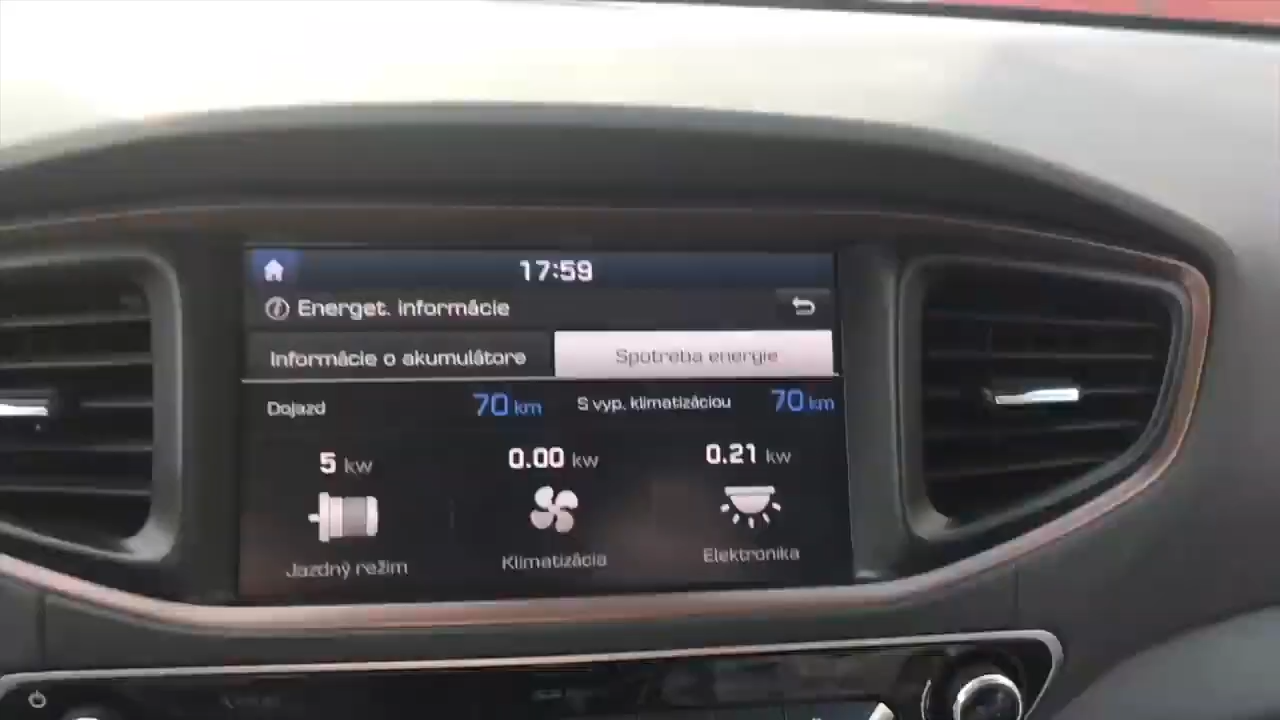 17:59
Energet. informácie
Informácie o akumulátore Spotreba energie
Dojazd 70 km S vyp. klimatizáciou 70 km
5 kw 0.00 kw 0.21 kw
Jazdný režim Klimatizácia Elektronika